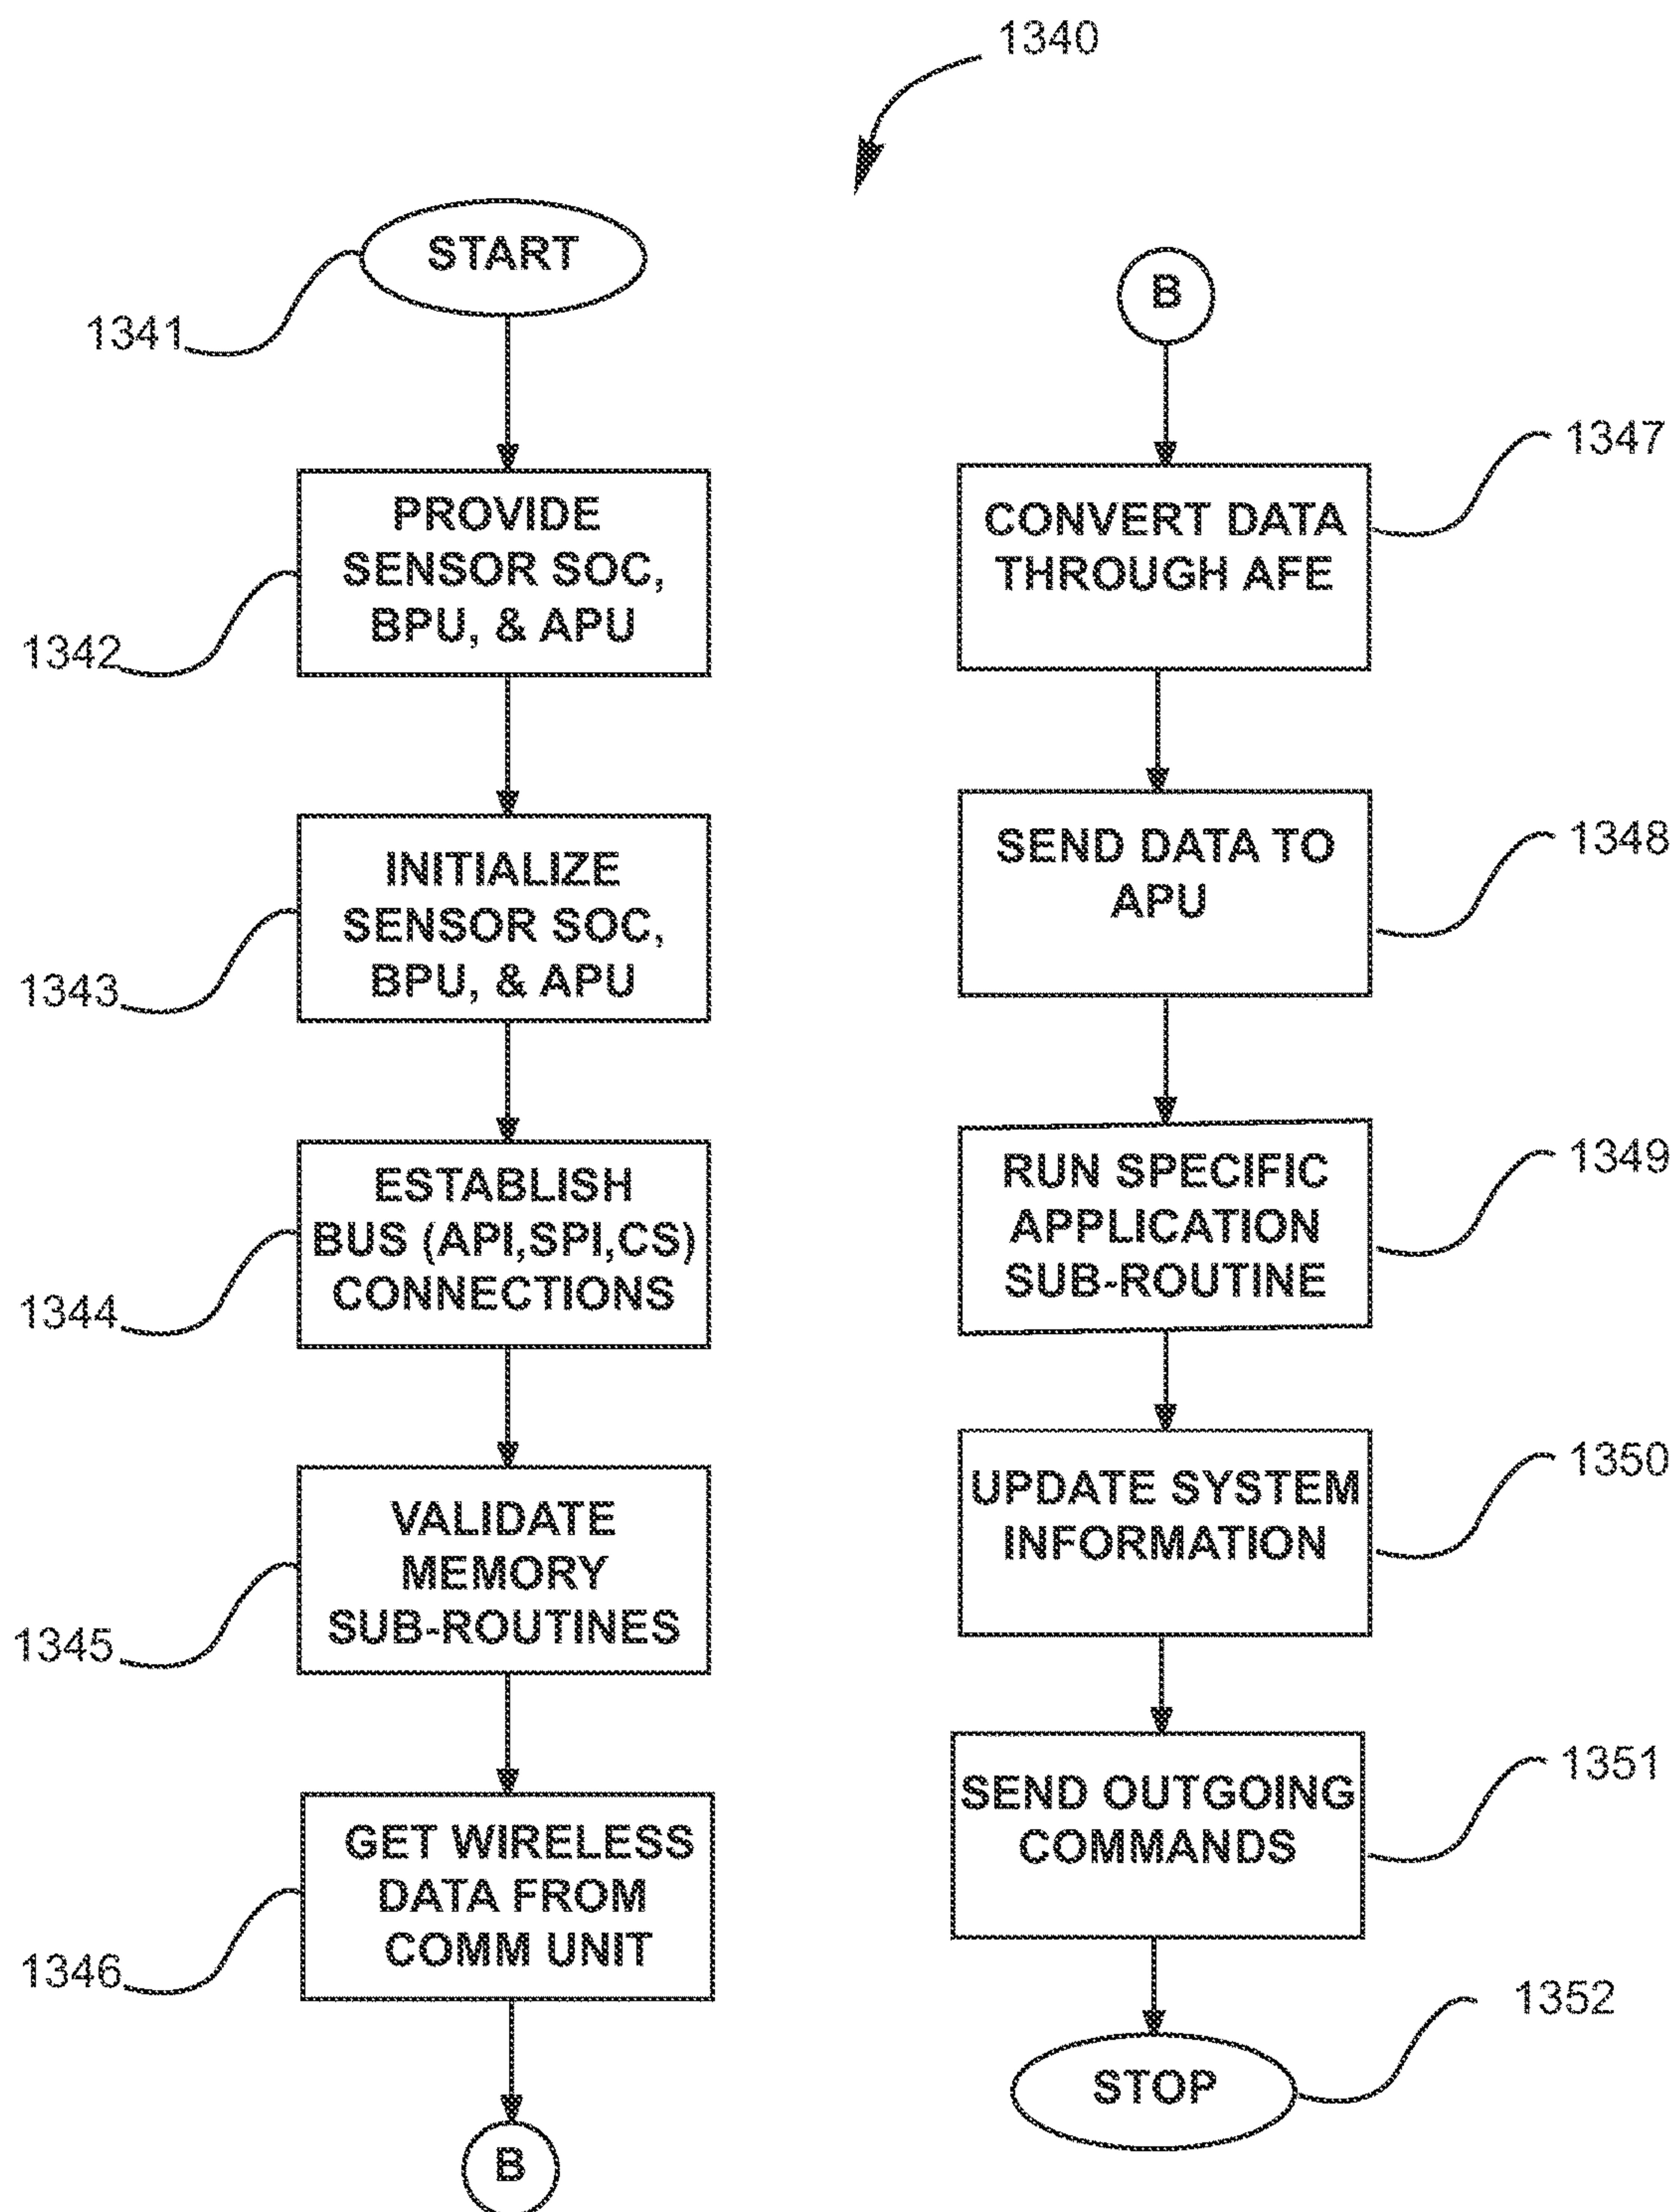 1340
START
1341
PROVIDE
SENSOR SOC,
BPU, & APU
1342
INITIALIZE
SENSOR SOC,
BPU, & APU
1343
ESTABLISH
BUS (API,SPI,CS)
CONNECTIONS
1344
VALIDATE
MEMORY
SUB-ROUTINES
1345
GET WIRELESS
DATA FROM
COMM UNIT
1346
B
B
CONVERT DATA
THROUGH AFE
1347
SEND DATA TO
APU
1348
RUN SPECIFIC
APPLICATION
SUB-ROUTINE
1349
UPDATE SYSTEM
INFORMATION
1350
SEND OUTGOING
COMMANDS
1351
STOP
1352